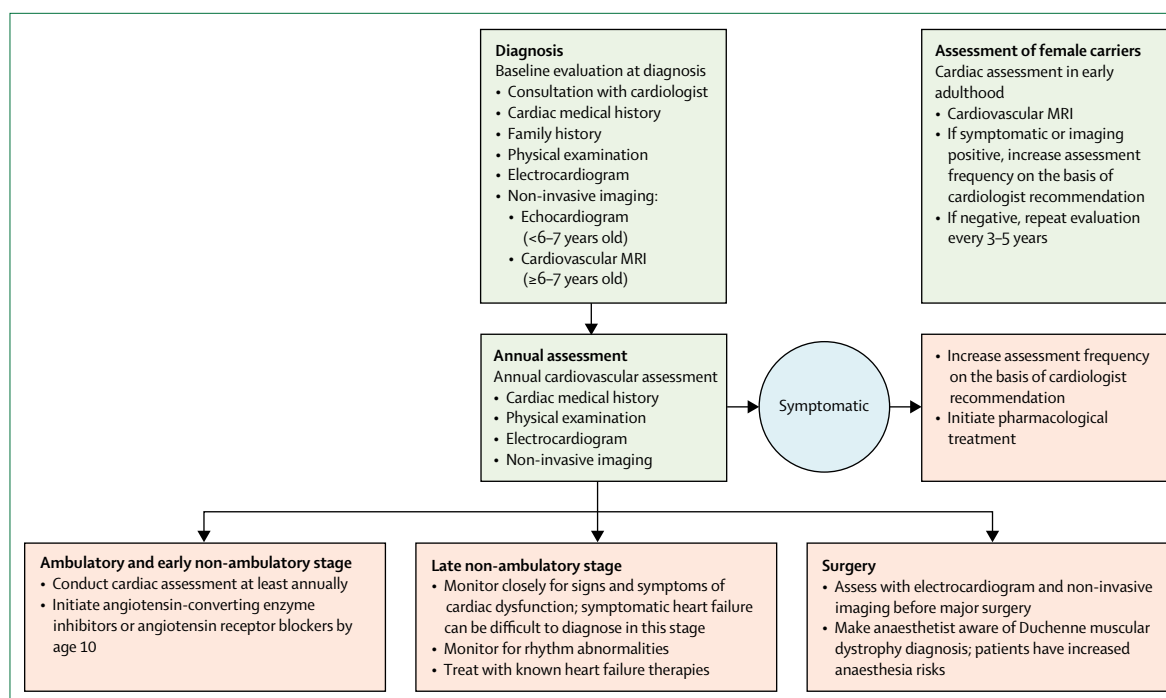 Diagnosis
Baseline evaluation at diagnosis
• Consultation with cardiologist
• Cardiac medical history
• Family history
• Physical examination
• Electrocardiogram
• Non-invasive imaging:
• Echocardiogram
(<6–7 years old)
• Cardiovascular MRI
(≥6–7 years old)
Assessment of female carriers
Cardiac assessment in early
adulthood
• Cardiovascular MRI
• If symptomatic or imaging
positive, increase assessment
frequency on the basis of
cardiologist recommendation
• If negative, repeat evaluation
every 3–5 years
Annual assessment
Annual cardiovascular assessment
• Cardiac medical history
• Physical examination
• Electrocardiogram
• Non-invasive imaging
Symptomatic
• Increase assessment frequency
on the basis of cardiologist
recommendation
• Initiate pharmacological
treatment
Ambulatory and early non-ambulatory stage
• Conduct cardiac assessment at least annually
• Initiate angiotensin-converting enzyme
inhibitors or angiotensin receptor blockers by
age 10
Late non-ambulatory stage
• Monitor closely for signs and symptoms of
cardiac dysfunction; symptomatic heart failure
can be difficult to diagnose in this stage
• Monitor for rhythm abnormalities
• Treat with known heart failure therapies
Surgery
• Assess with electrocardiogram and non-invasive
imaging before major surgery
• Make anaesthetist aware of Duchenne muscular
dystrophy diagnosis; patients have increased
anaesthesia risks